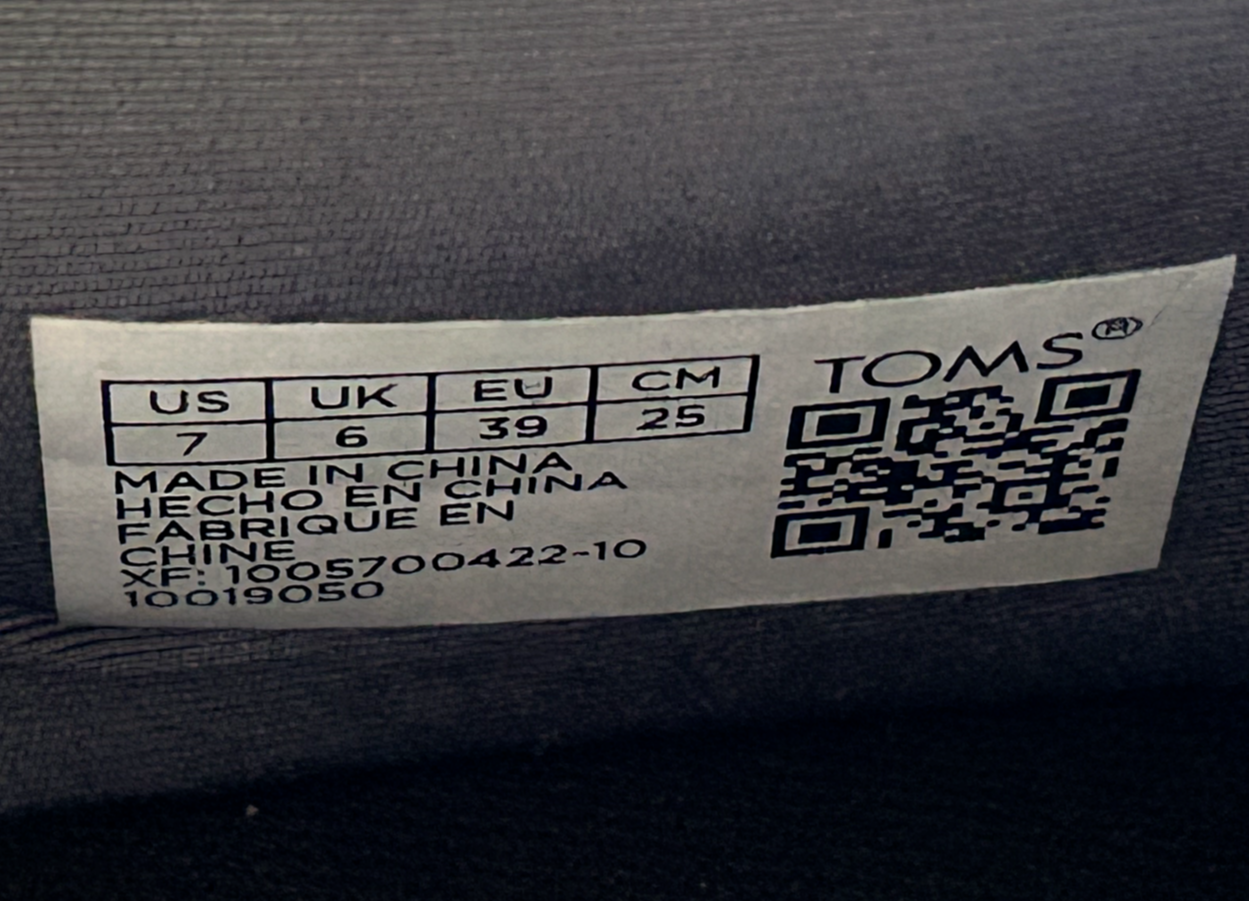 US UK EU CM
7 6 39 25
MADE IN CHINA
HECHO EN CHINA
FABRIQUE EN
CHINE
XF: 1005700422-10
10019050
TOMS®